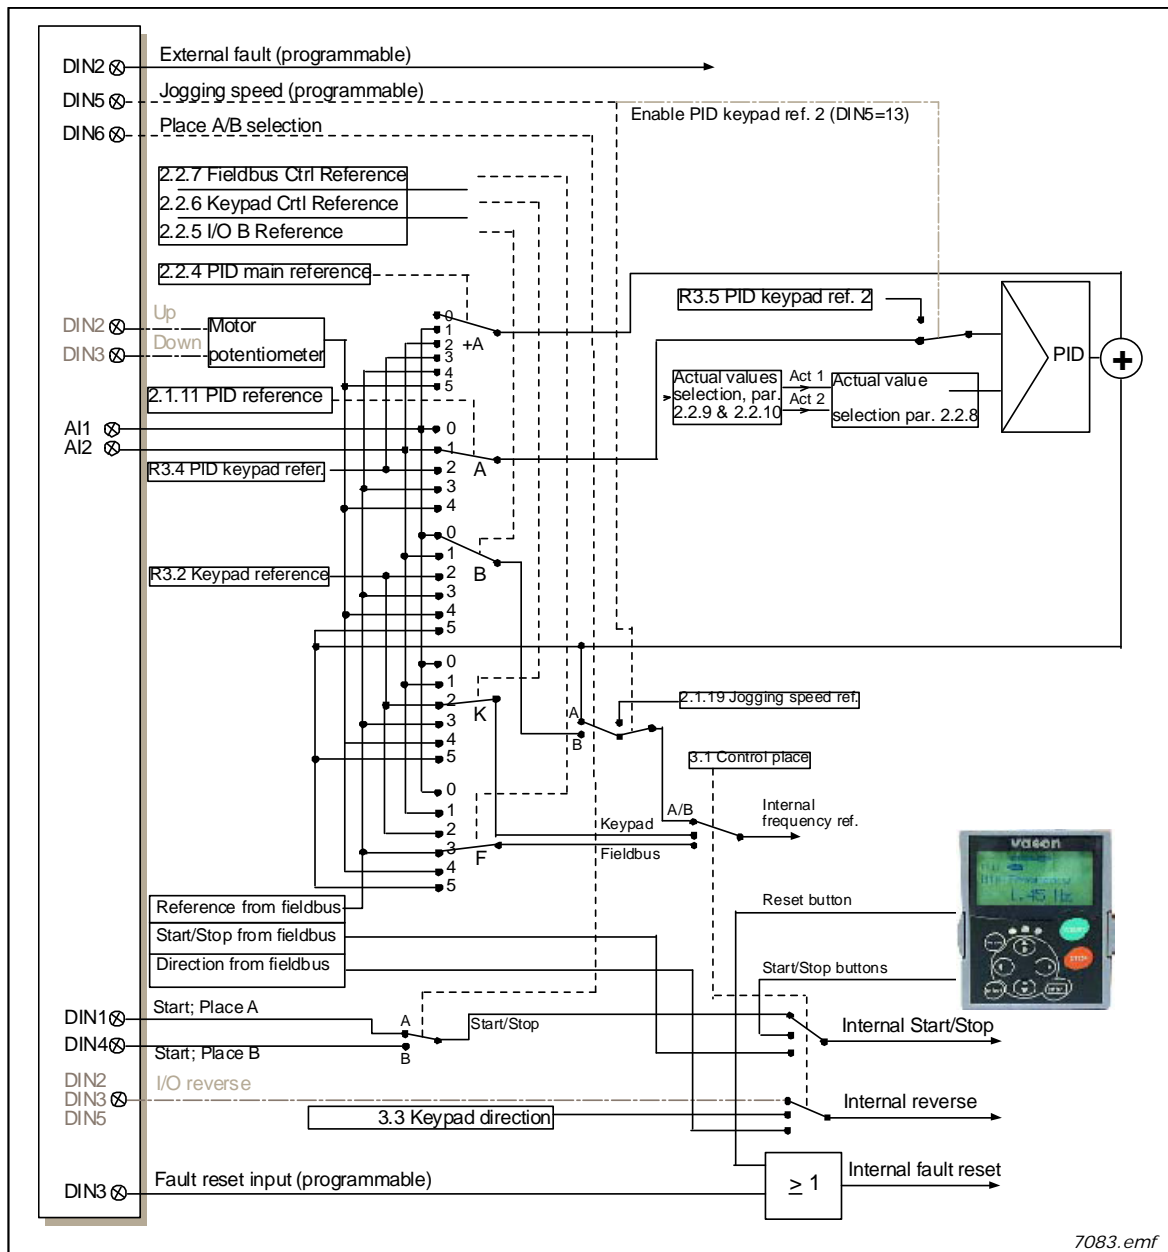 DIN2
External fault (programmable)
DIN5
Jogging speed (programmable)
Enable PID keypad ref. 2 (DIN5=13)
DIN6
Place A/B selection
2.2.7 Fieldbus Ctrl Reference
2.2.6 Keypad Crtl Reference
2.2.5 I/O B Reference
2.2.4 PID main reference
R3.5 PID keypad ref. 2
DIN2
Up
DIN3
Down
Motor
potentiometer
0
1
2
3
4
5
+A
PID
+
Actual values
selection, par.
2.2.9 & 2.2.10
Act 1
Act 2
Actual value
selection par. 2.2.8
2.1.11 PID reference
AI1
AI2
R3.4 PID keypad refer.
0
1
2
3
4
A
R3.2 Keypad reference
0
1
2
3
4
5
B
0
1
2
3
4
5
K
A
B
2.1.19 Jogging speed ref.
3.1 Control place
0
1
2
3
4
5
F
A/B
Keypad
Fieldbus
Internal
frequency ref.
Reference from fieldbus
Start/Stop from fieldbus
Direction from fieldbus
Reset button
Start/Stop buttons
vacon
1.45 Hz
STOP
DIN1
Start; Place A
DIN4
Start; Place B
A
B
Start/Stop
Internal Start/Stop
DIN2
DIN3
DIN5
I/O reverse
3.3 Keypad direction
Internal reverse
DIN3
Fault reset input (programmable)
≥ 1
Internal fault reset
7083.emf